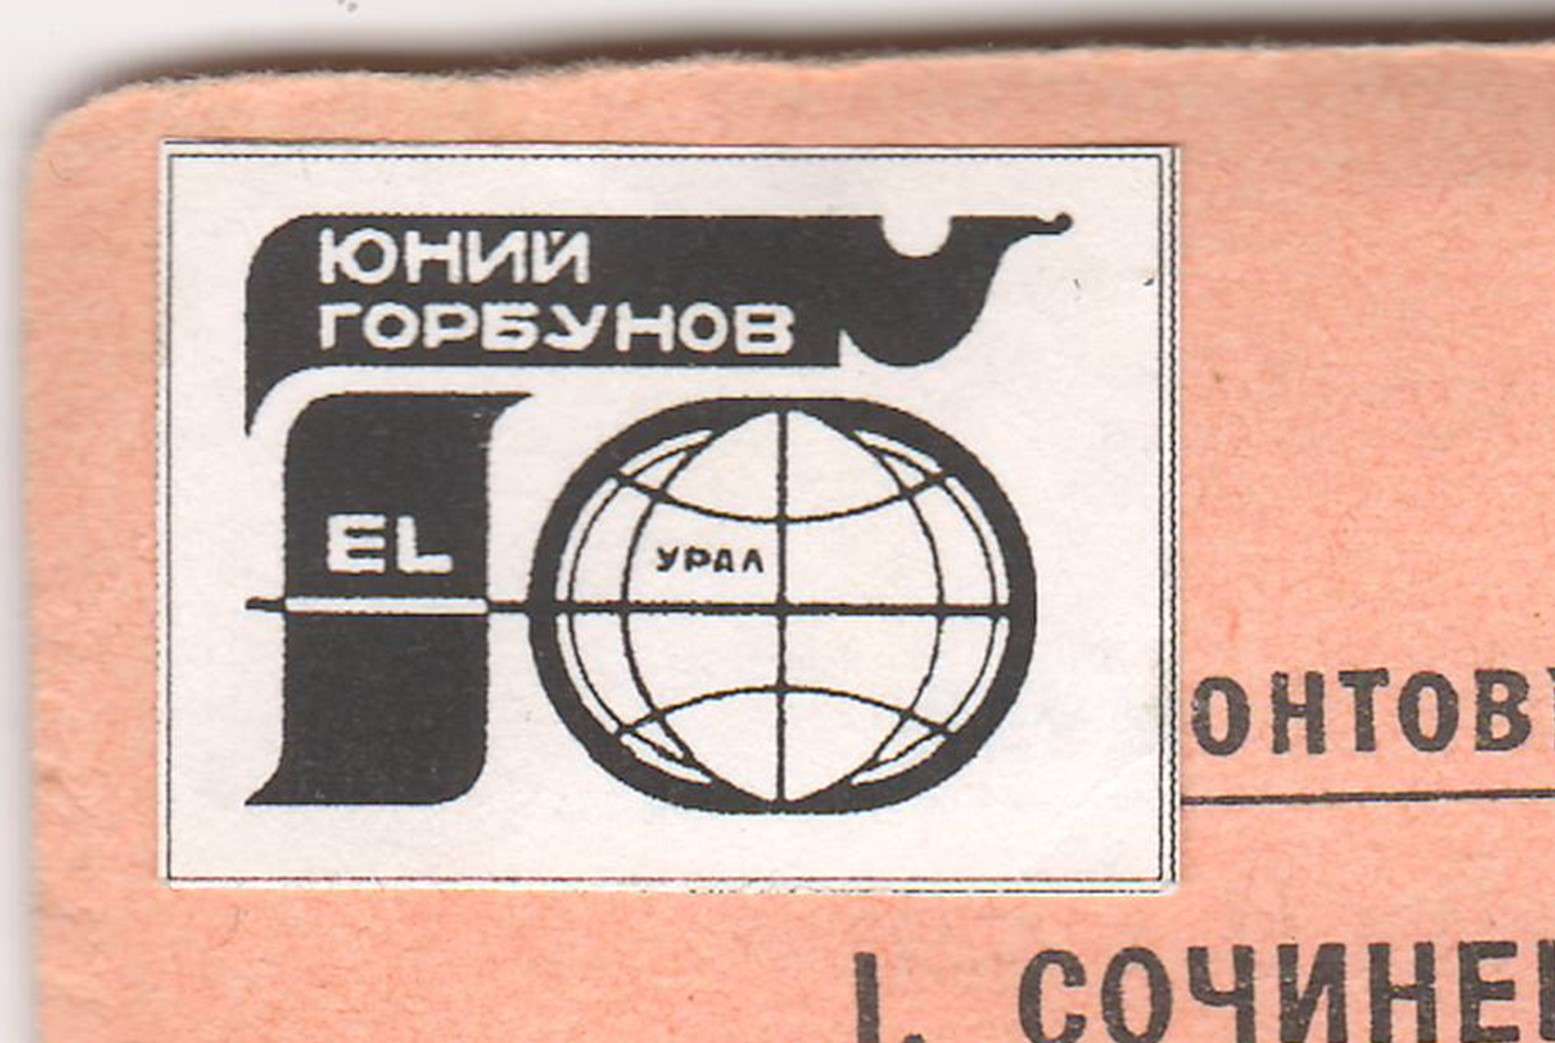 ЮНИЙ
ГОРБУНОВ
EL
УРАЛ
ОНТОВ
I. СОЧИНЕ